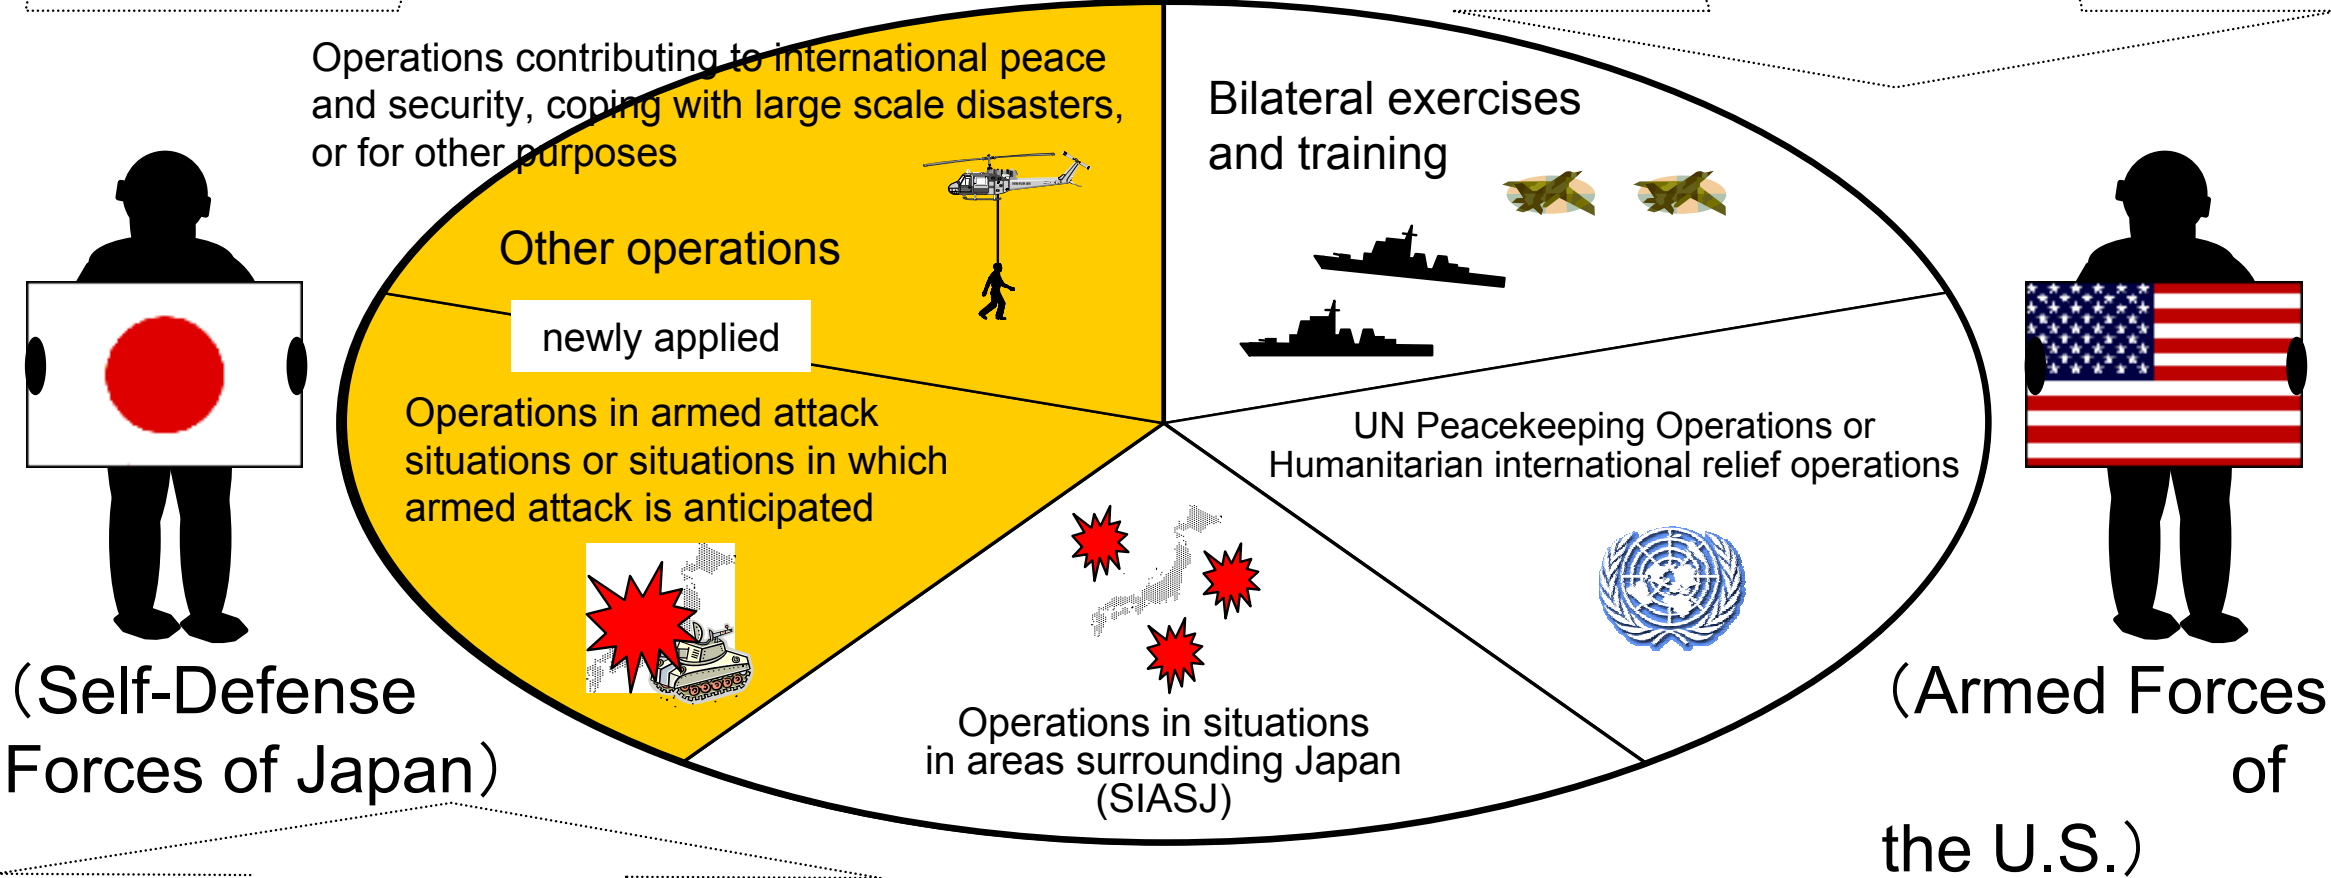 Operations contributing to international peace
and security, coping with large scale disasters,
or for other purposes
Other operations
newly applied
Operations in armed attack
situations or situations in which
armed attack is anticipated
Bilateral exercises
and training
UN Peacekeeping Operations or
Humanitarian international relief operations
Operations in situations
in areas surrounding Japan
(SIASJ)
（Self-Defense
Forces of Japan）
（Armed Forces
of
the U.S.）